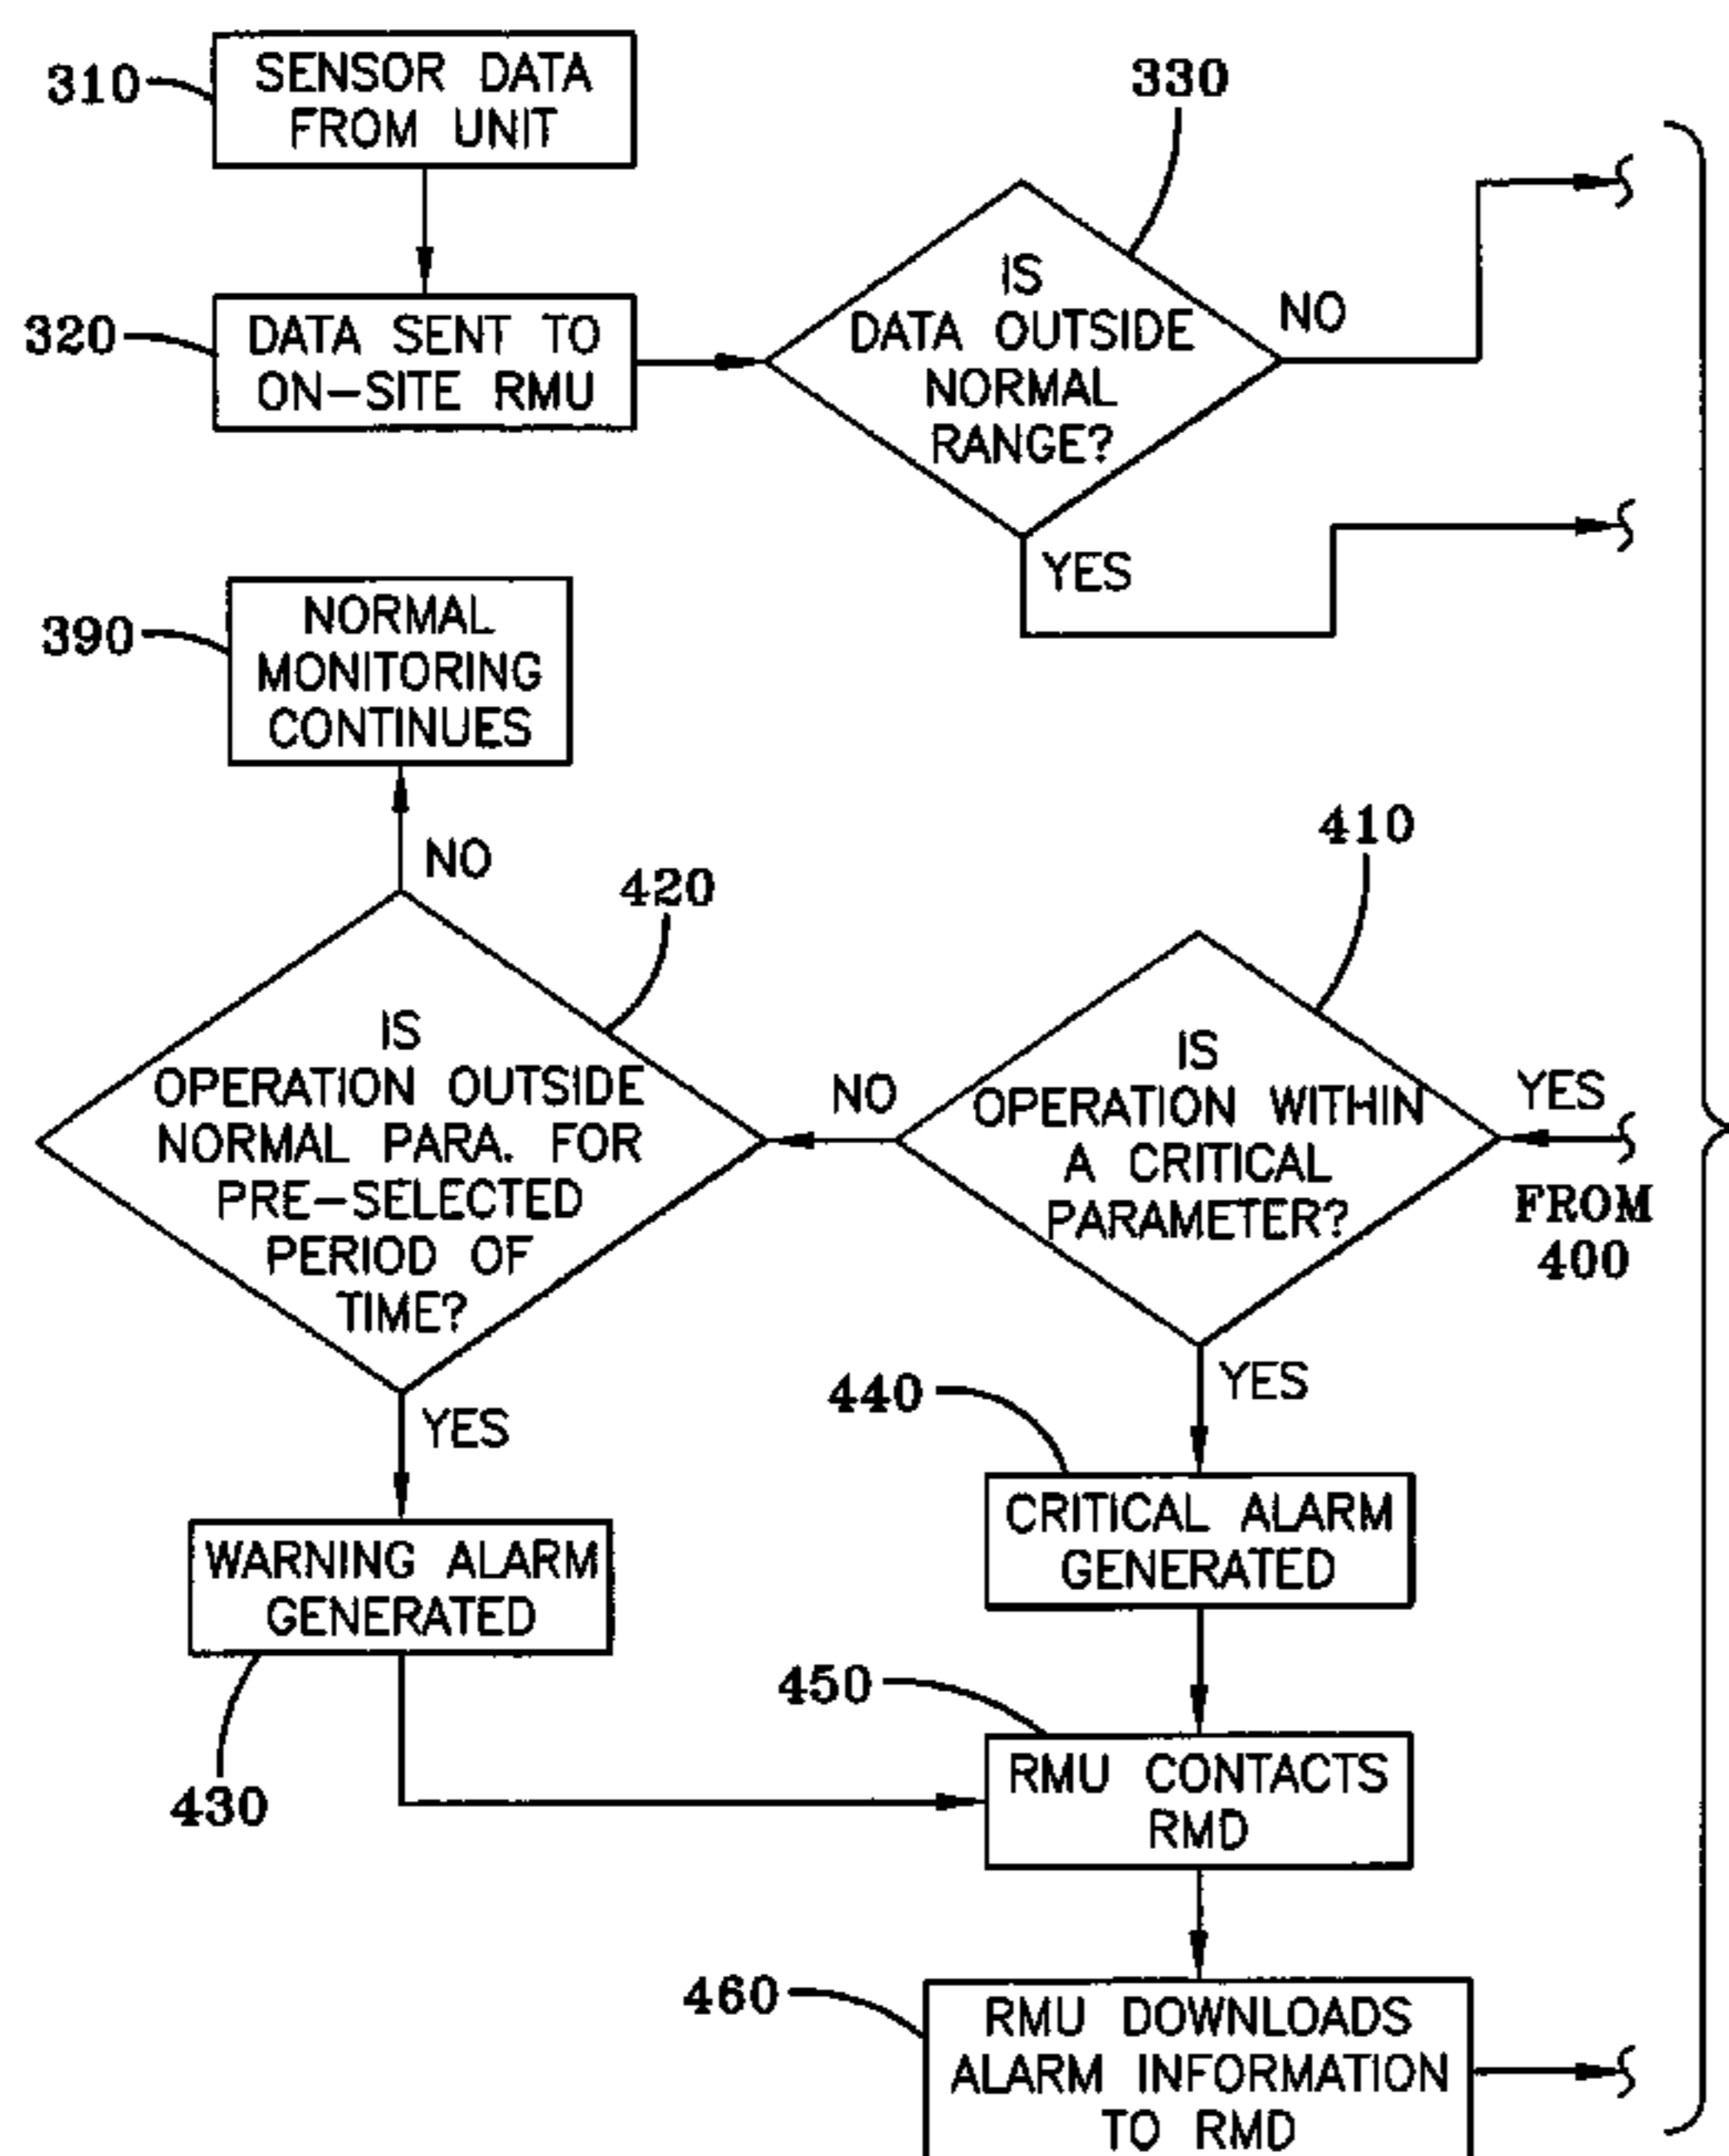 310
SENSOR DATA
FROM UNIT
320
DATA SENT TO
ON-SITE RMU
330
IS
DATA OUTSIDE
NORMAL
RANGE?
NO
YES
390
NORMAL
MONITORING
CONTINUES
NO
420
IS
OPERATION OUTSIDE
NORMAL PARA. FOR
PRE-SELECTED
PERIOD OF
TIME?
YES
NO
410
IS
OPERATION WITHIN
A CRITICAL
PARAMETER?
YES
FROM
400
YES
440
CRITICAL ALARM
GENERATED
WARNING ALARM
GENERATED
430
450
RMU CONTACTS
RMD
460
RMU DOWNLOADS
ALARM INFORMATION
TO RMD